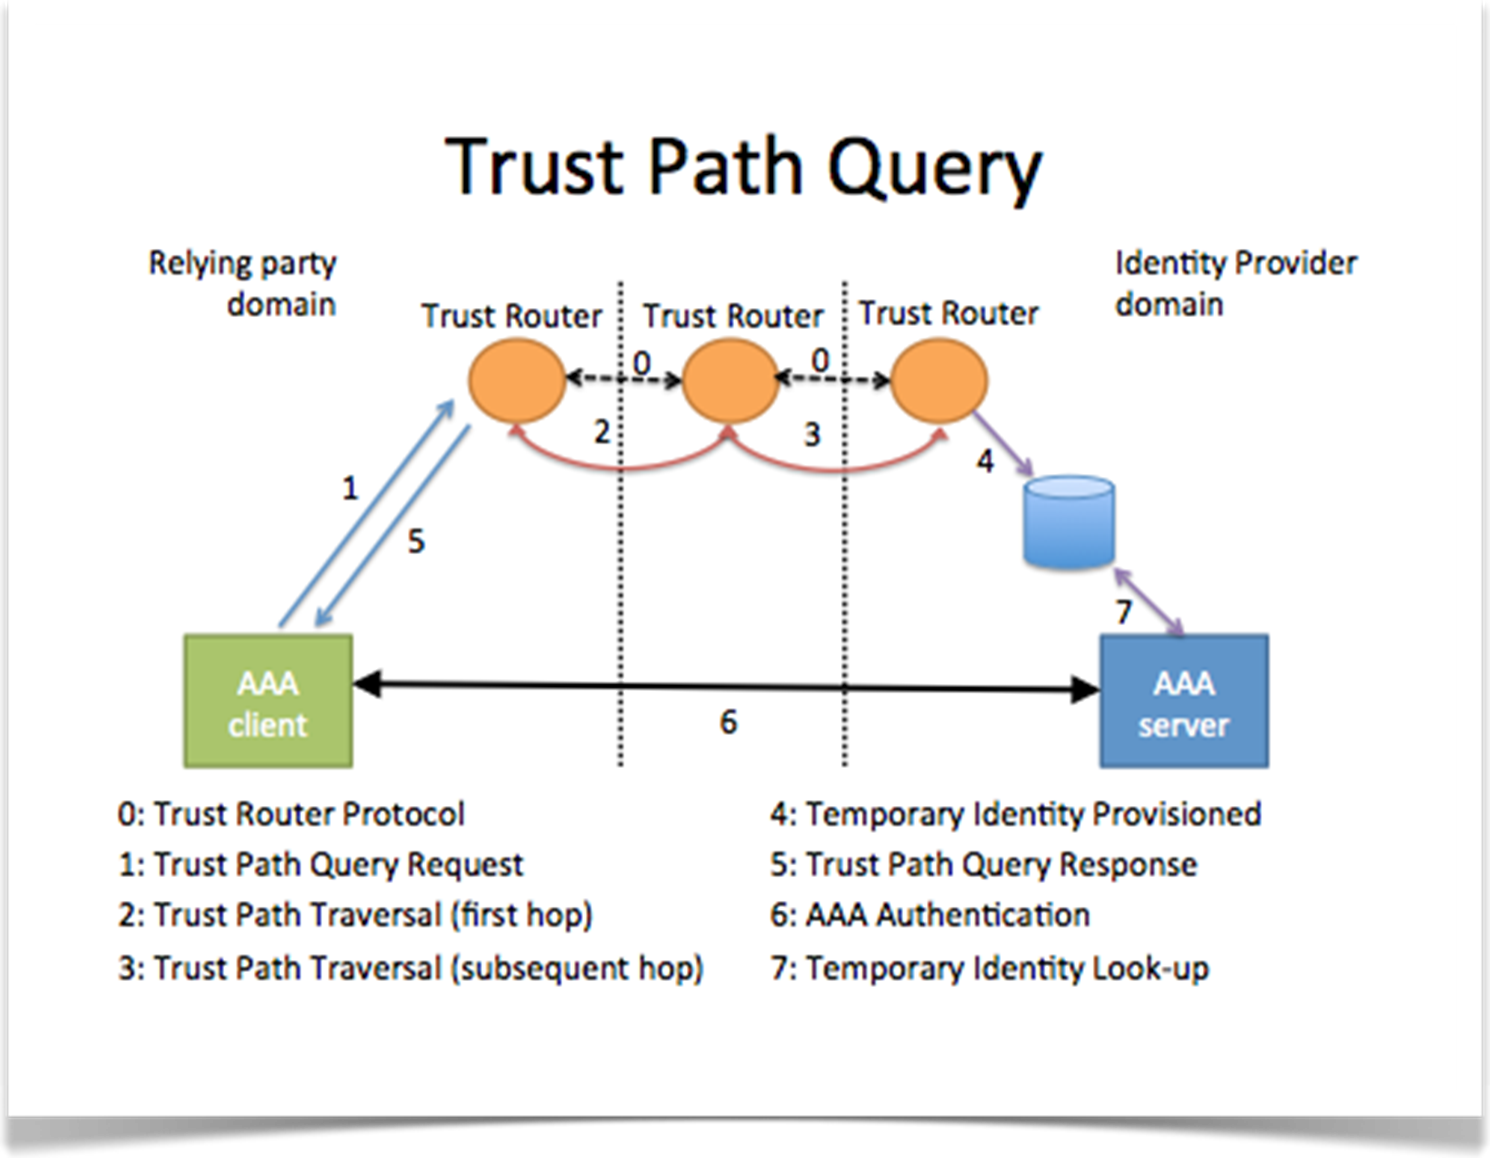 Trust Path Query
Relying party
domain
Identity Provider
domain
Trust Router
Trust Router
Trust Router
0
0
2
3
4
1
5
7
AAA
client
6
AAA
server
0: Trust Router Protocol
1: Trust Path Query Request
2: Trust Path Traversal (first hop)
3: Trust Path Traversal (subsequent hop)
4: Temporary Identity Provisioned
5: Trust Path Query Response
6: AAA Authentication
7: Temporary Identity Look-up